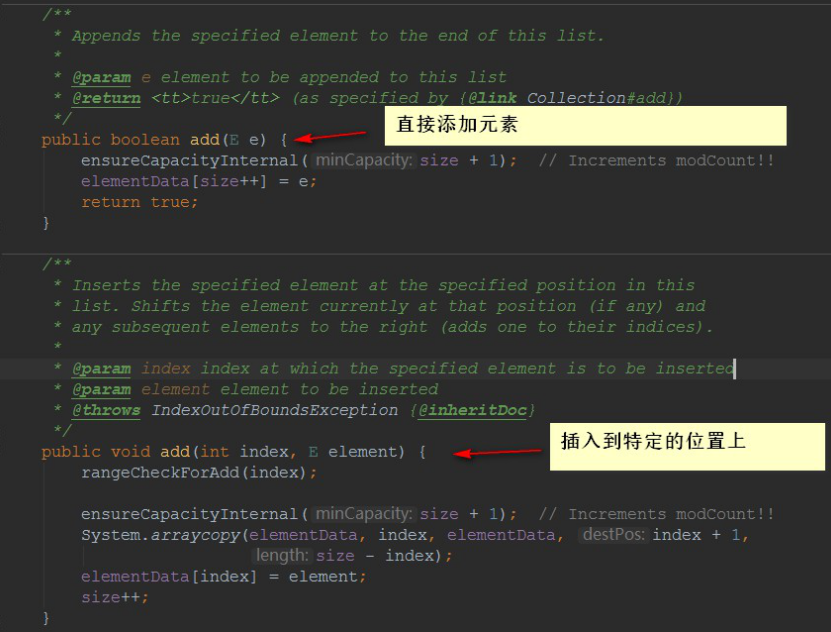 /**
 * Appends the specified element to the end of this list.
 *
 * @param e element to be appended to this list
 * @return <tt>true</tt> (as specified by {@link Collection#add})
 */
直接添加元素
public boolean add(E e) {
    ensureCapacityInternal( minCapacity: size + 1);  // Increments modCount!!
    elementData[size++] = e;
    return true;
}
/**
 * Inserts the specified element at the specified position in this
 * list. Shifts the element currently at that position (if any) and
 * any subsequent elements to the right (adds one to their indices).
 *
 * @param index index at which the specified element is to be inserted
 * @param element element to be inserted
 * @throws IndexOutOfBoundsException {@inheritDoc}
 */
public void add(int index, E element) {
插入到特定的位置上
    rangeCheckForAdd(index);
    ensureCapacityInternal( minCapacity: size + 1);  // Increments modCount!!
    System.arraycopy(elementData, index, elementData,  destPos: index + 1,
                     length: size - index);
    elementData[index] = element;
    size++;
}